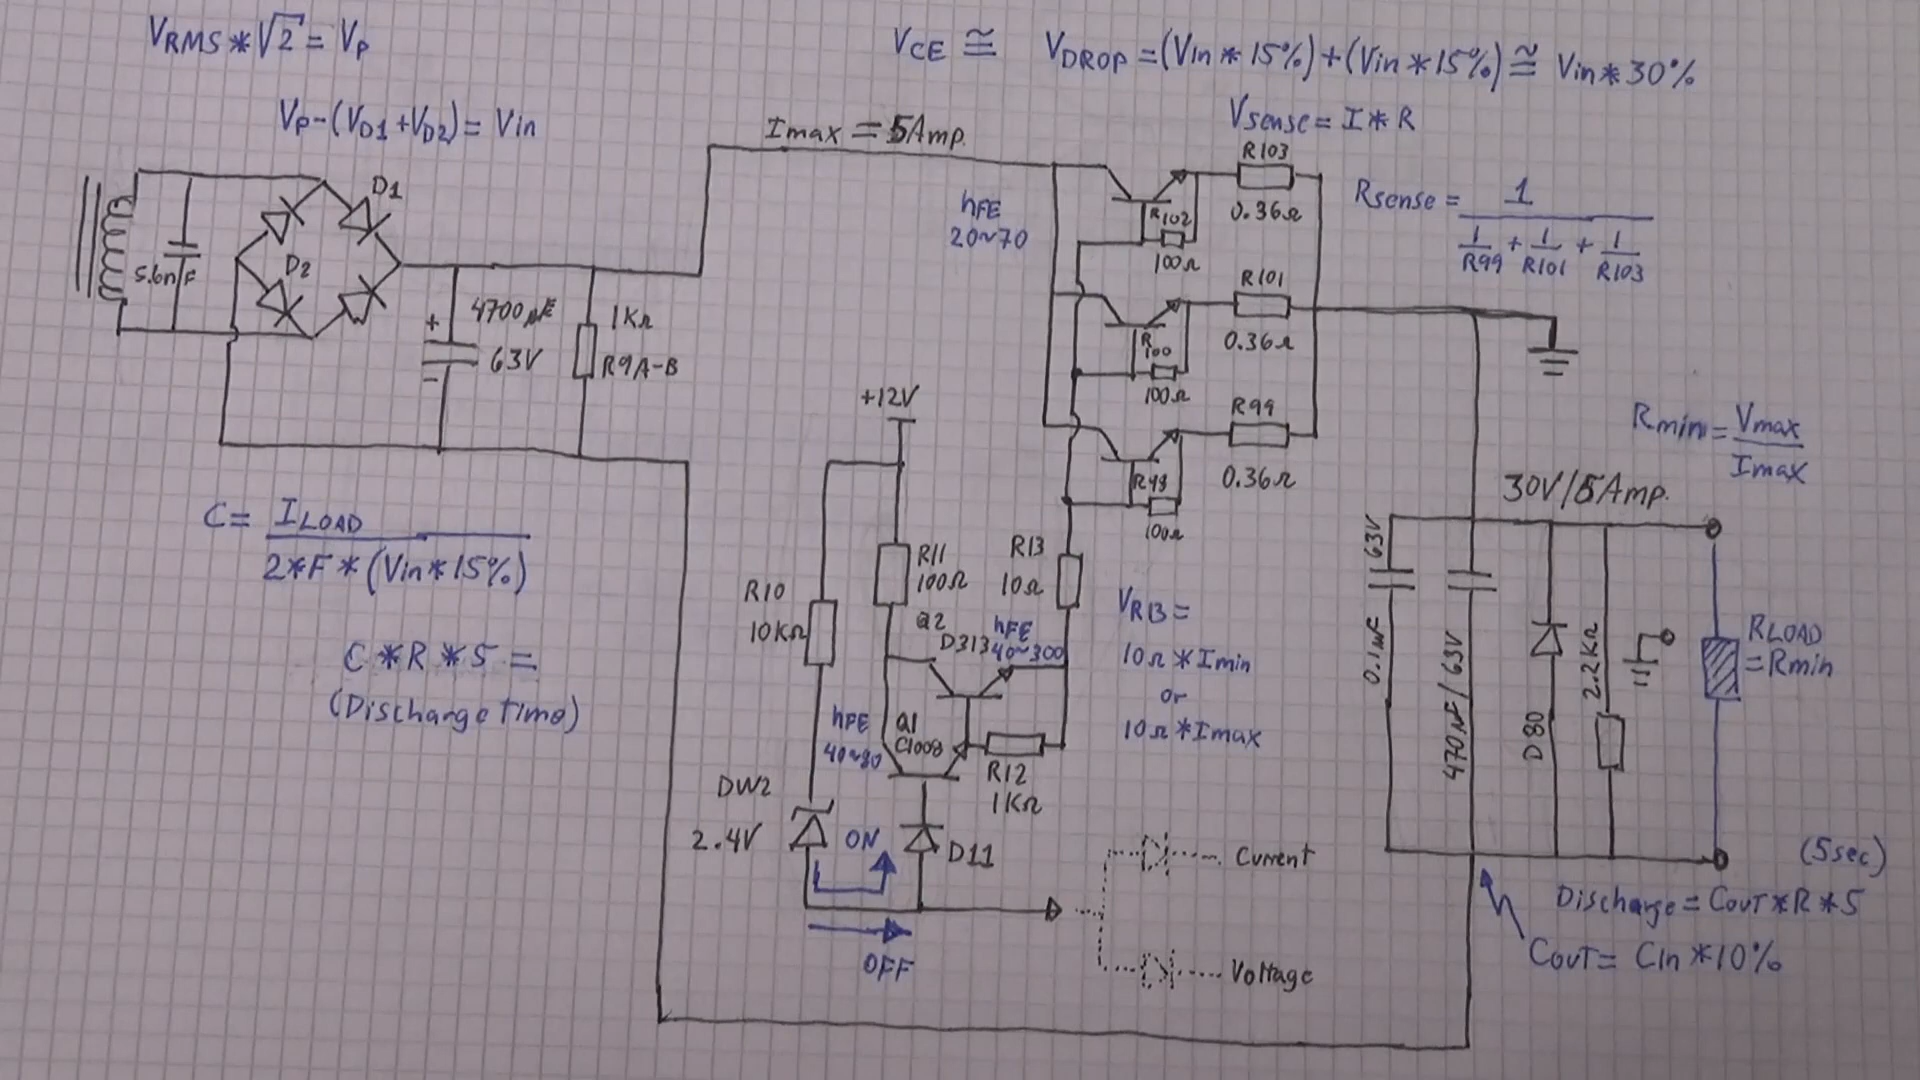 VRMS * √2 = Vp
VCE ≅ VDROP = (Vin * 15%) + (Vin * 15%) ≅ Vin * 30%
Vp - (VD1 + VD2) = Vin
Imax = 5Amp.
Vsense = I * R
R103
0.36Ω
Rsense = 1
1/R99 + 1/R101 + 1/R103
hFE
20~70
R102
100Ω
D1
D2
5.6nF
4700µF
63V
+
-
1KΩ
R9A-B
R101
0.36Ω
R100
100Ω
R99
0.36Ω
R98
100Ω
+12V
Rmin = Vmax
Imax
30V/5Amp.
C = ILOAD
2*F*(Vin*15%)
C*R*5=
(Discharge Time)
R10
10KΩ
R11
100Ω
R13
10Ω
Q2
D313
hFE
40~300
VR13 =
10Ω * Imin
or
10Ω * Imax
hFE
40~80
Q1
C1008
R12
1KΩ
DW2
2.4V
ON
D11
OFF
Current
Voltage
63V
0.1µF
470µF/63V
D80
2.2KΩ
RLOAD
=Rmin
(5sec)
Discharge = Cout*R*5
Cout = Cin*10%